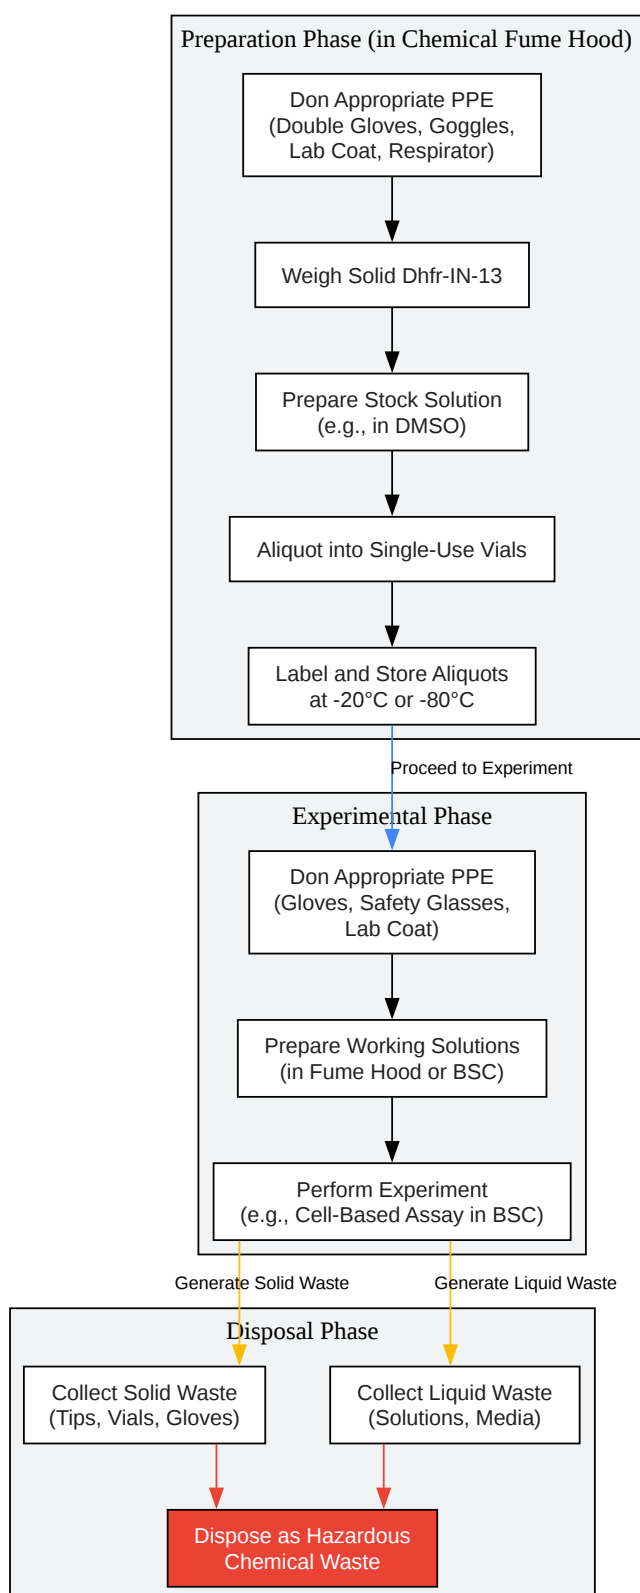 Preparation Phase (in Chemical Fume Hood)
Don Appropriate PPE
(Double Gloves, Goggles,
Lab Coat, Respirator)
Weigh Solid Dhfr-IN-13
Prepare Stock Solution
(e.g., in DMSO)
Aliquot into Single-Use Vials
Label and Store Aliquots
at -20°C or -80°C
Proceed to Experiment
Experimental Phase
Don Appropriate PPE
(Gloves, Safety Glasses,
Lab Coat)
Prepare Working Solutions
(in Fume Hood or BSC)
Perform Experiment
(e.g., Cell-Based Assay in BSC)
Generate Solid Waste
Generate Liquid Waste
Disposal Phase
Collect Solid Waste
(Tips, Vials, Gloves)
Collect Liquid Waste
(Solutions, Media)
Dispose as Hazardous
Chemical Waste